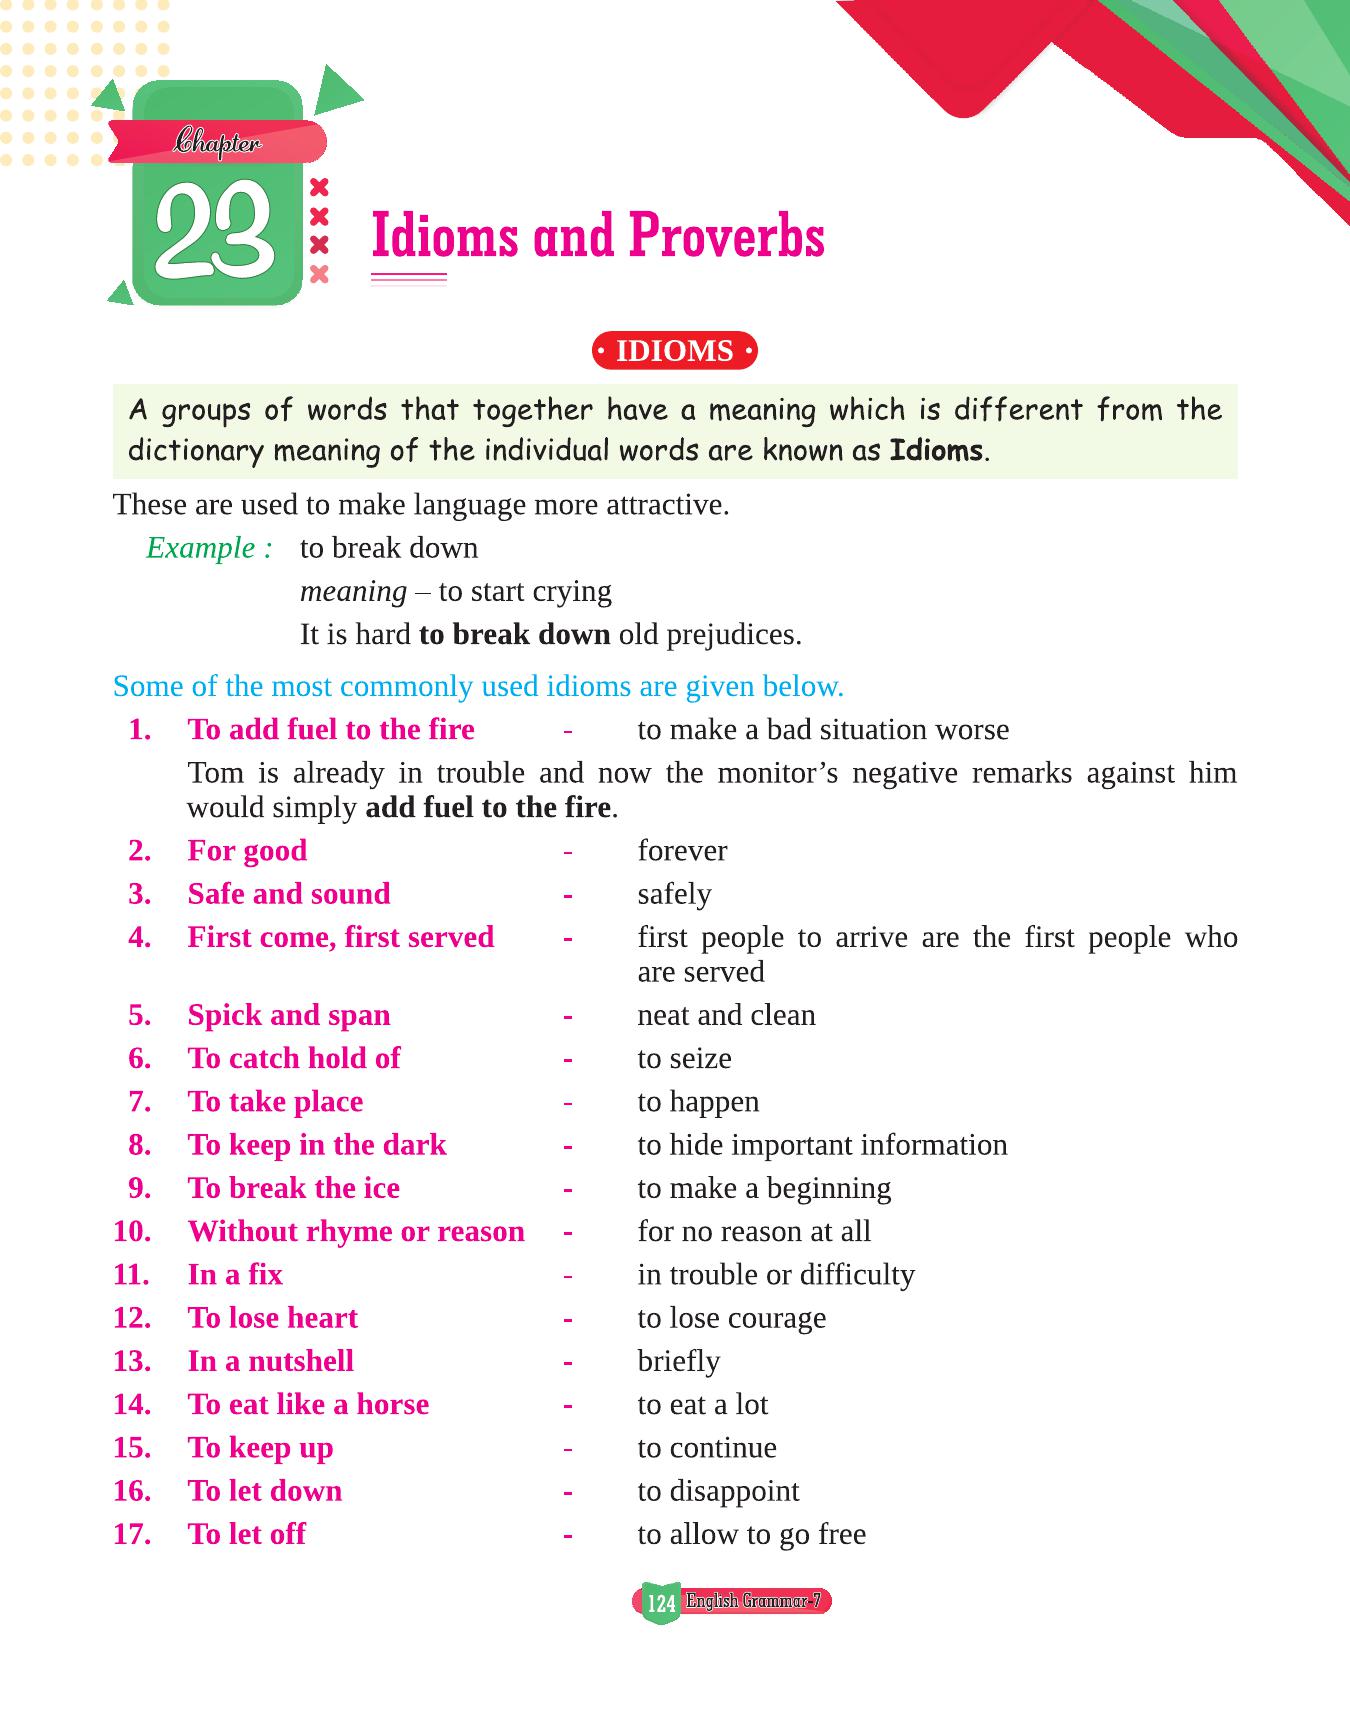 Chapter
23
Idioms and Proverbs
• IDIOMS •
A groups of words that together have a meaning which is different from the
dictionary meaning of the individual words are known as Idioms.
These are used to make language more attractive.
Example : to break down
meaning – to start crying
It is hard to break down old prejudices.
Some of the most commonly used idioms are given below.
1. To add fuel to the fire - to make a bad situation worse
Tom is already in trouble and now the monitor’s negative remarks against him
would simply add fuel to the fire.
2. For good - forever
3. Safe and sound - safely
4. First come, first served - first people to arrive are the first people who
are served
5. Spick and span - neat and clean
6. To catch hold of - to seize
7. To take place - to happen
8. To keep in the dark - to hide important information
9. To break the ice - to make a beginning
10. Without rhyme or reason - for no reason at all
11. In a fix - in trouble or difficulty
12. To lose heart - to lose courage
13. In a nutshell - briefly
14. To eat like a horse - to eat a lot
15. To keep up - to continue
16. To let down - to disappoint
17. To let off - to allow to go free
124 English Grammar-7